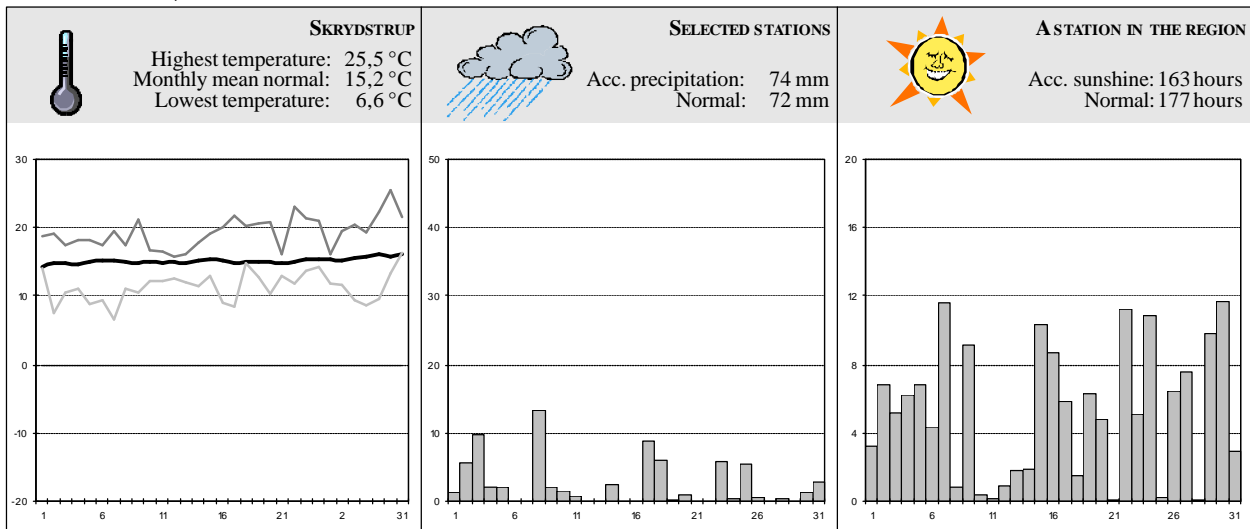 SKRYDSTRUP
Highest temperature: 25,5 °C
Monthly mean normal: 15,2 °C
Lowest temperature: 6,6 °C
SELECTED STATIONS
Acc. precipitation: 74 mm
Normal: 72 mm
A STATION IN THE REGION
Acc. sunshine: 163 hours
Normal: 177 hours
30
20
10
0
-10
-20
1 6 11 16 21 2 31
50
40
30
20
10
0
1 6 11 16 21 26 31
20
16
12
8
4
0
1 6 11 16 21 26 31